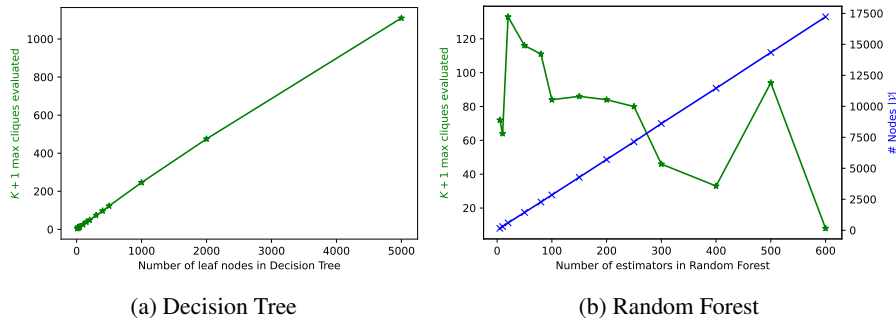 1000
800
600
400
200
0
K + 1 max cliques evaluated
0 1000 2000 3000 4000 5000
Number of leaf nodes in Decision Tree
(a) Decision Tree
120
100
80
60
40
20
K + 1 max cliques evaluated
17500
15000
12500
10000
7500
5000
2500
0
# Nodes |𝒱|
0 100 200 300 400 500 600
Number of estimators in Random Forest
(b) Random Forest